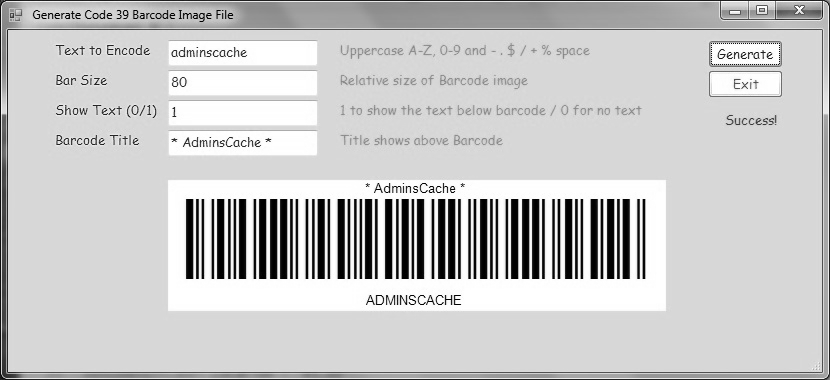 Generate Code 39 Barcode Image File
Text to Encode adminscache Uppercase A-Z, 0-9 and - . $ / + % space Generate
Bar Size 80 Relative size of Barcode image Exit
Show Text (0/1) 1 1 to show the text below barcode / 0 for no text Success!
Barcode Title * AdminsCache * Title shows above Barcode
* AdminsCache *
ADMINSCACHE